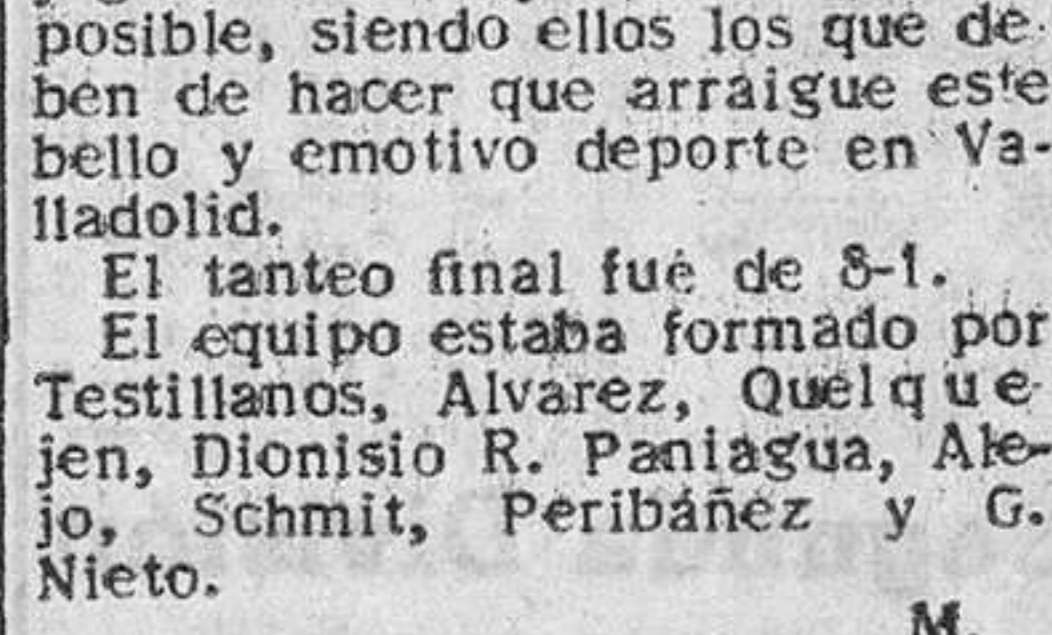 posible, siendo ellos los que de-
ben de hacer que arraigue este
bello y emotivo deporte en Va-
lladolid.
El tanteo final fué de 8-1.
El equipo estaba formado por
Testillanos, Alvarez, Quelque-
jen, Dionisio R. Paniagua, Ale-
jo, Schmit, Peribáñez y G.
Nieto.
M.